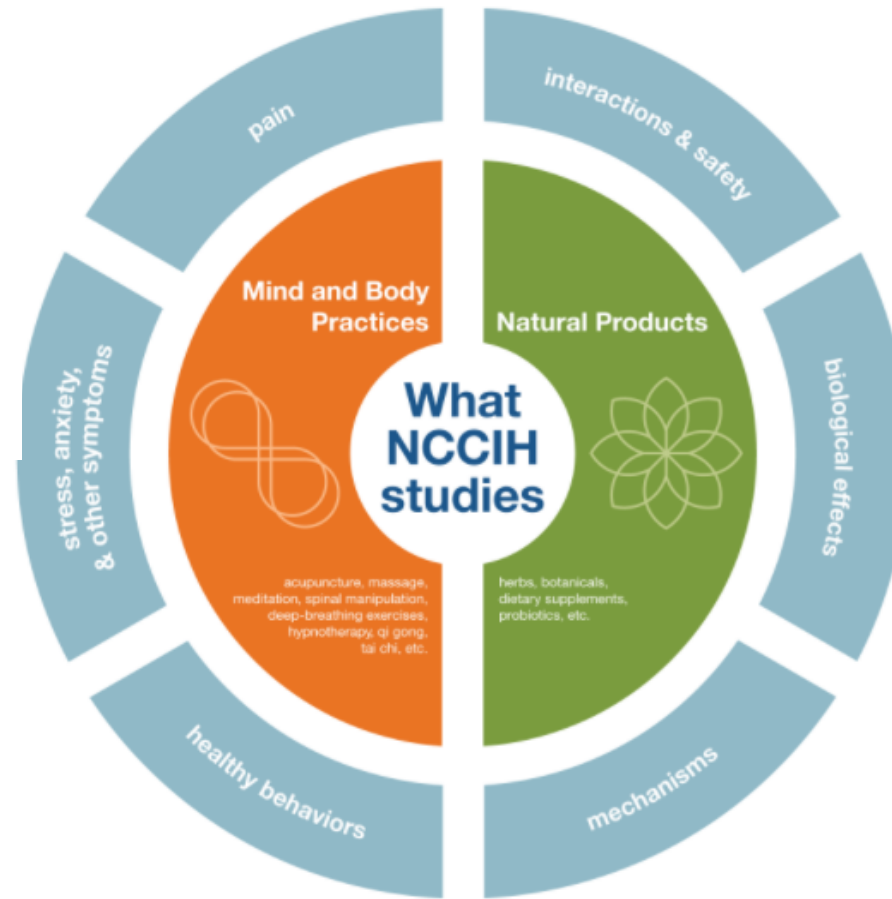 pain
interactions & safety
Mind and Body
Practices
Natural Products
stress, anxiety,
& other symptoms
What
NCCIH
studies
biological effects
acupuncture, massage,
meditation, spinal manipulation,
deep-breathing exercises,
hypnotherapy, qi gong,
tai chi, etc.
herbs, botanicals,
dietary supplements,
probiotics, etc.
healthy behaviors
mechanisms